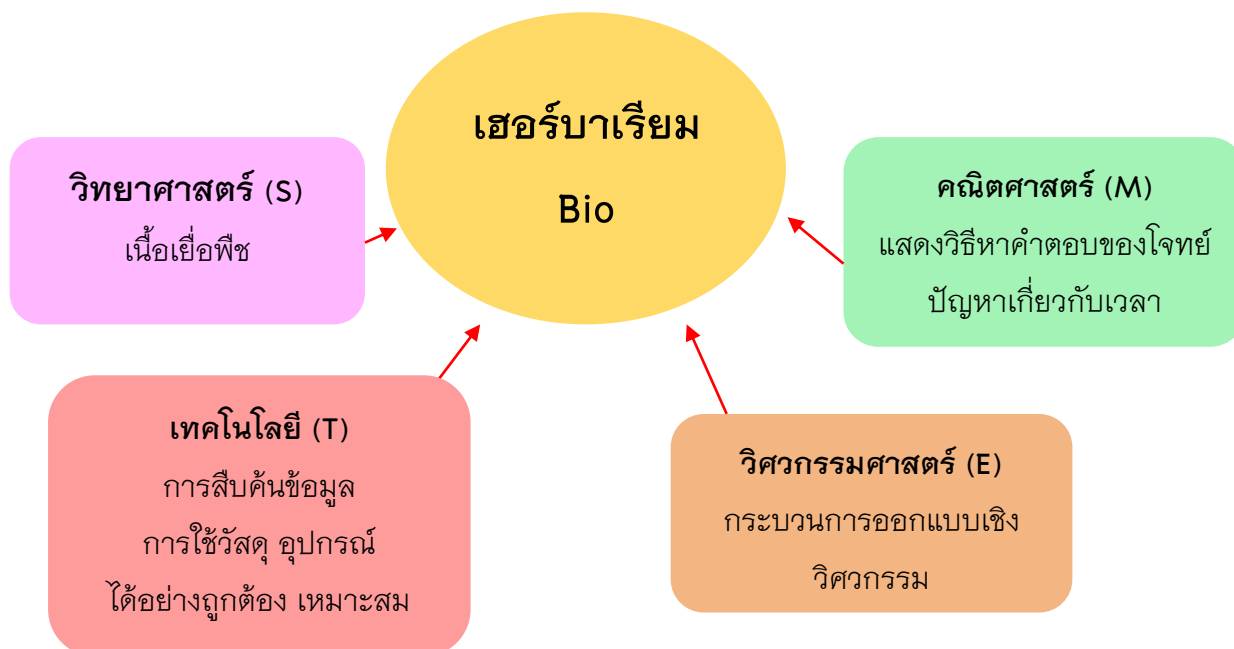 เฮอร์บาเรียม
Bio
วิทยาศาสตร์ (S)
เนื้อเยื่อพืช
คณิตศาสตร์ (M)
แสดงวิธีหาคำตอบของโจทย์
ปัญหาเกี่ยวกับเวลา
เทคโนโลยี (T)
การสืบค้นข้อมูล
การใช้วัสดุ อุปกรณ์
ได้อย่างถูกต้อง เหมาะสม
วิศวกรรมศาสตร์ (E)
กระบวนการออกแบบเชิง
วิศวกรรม